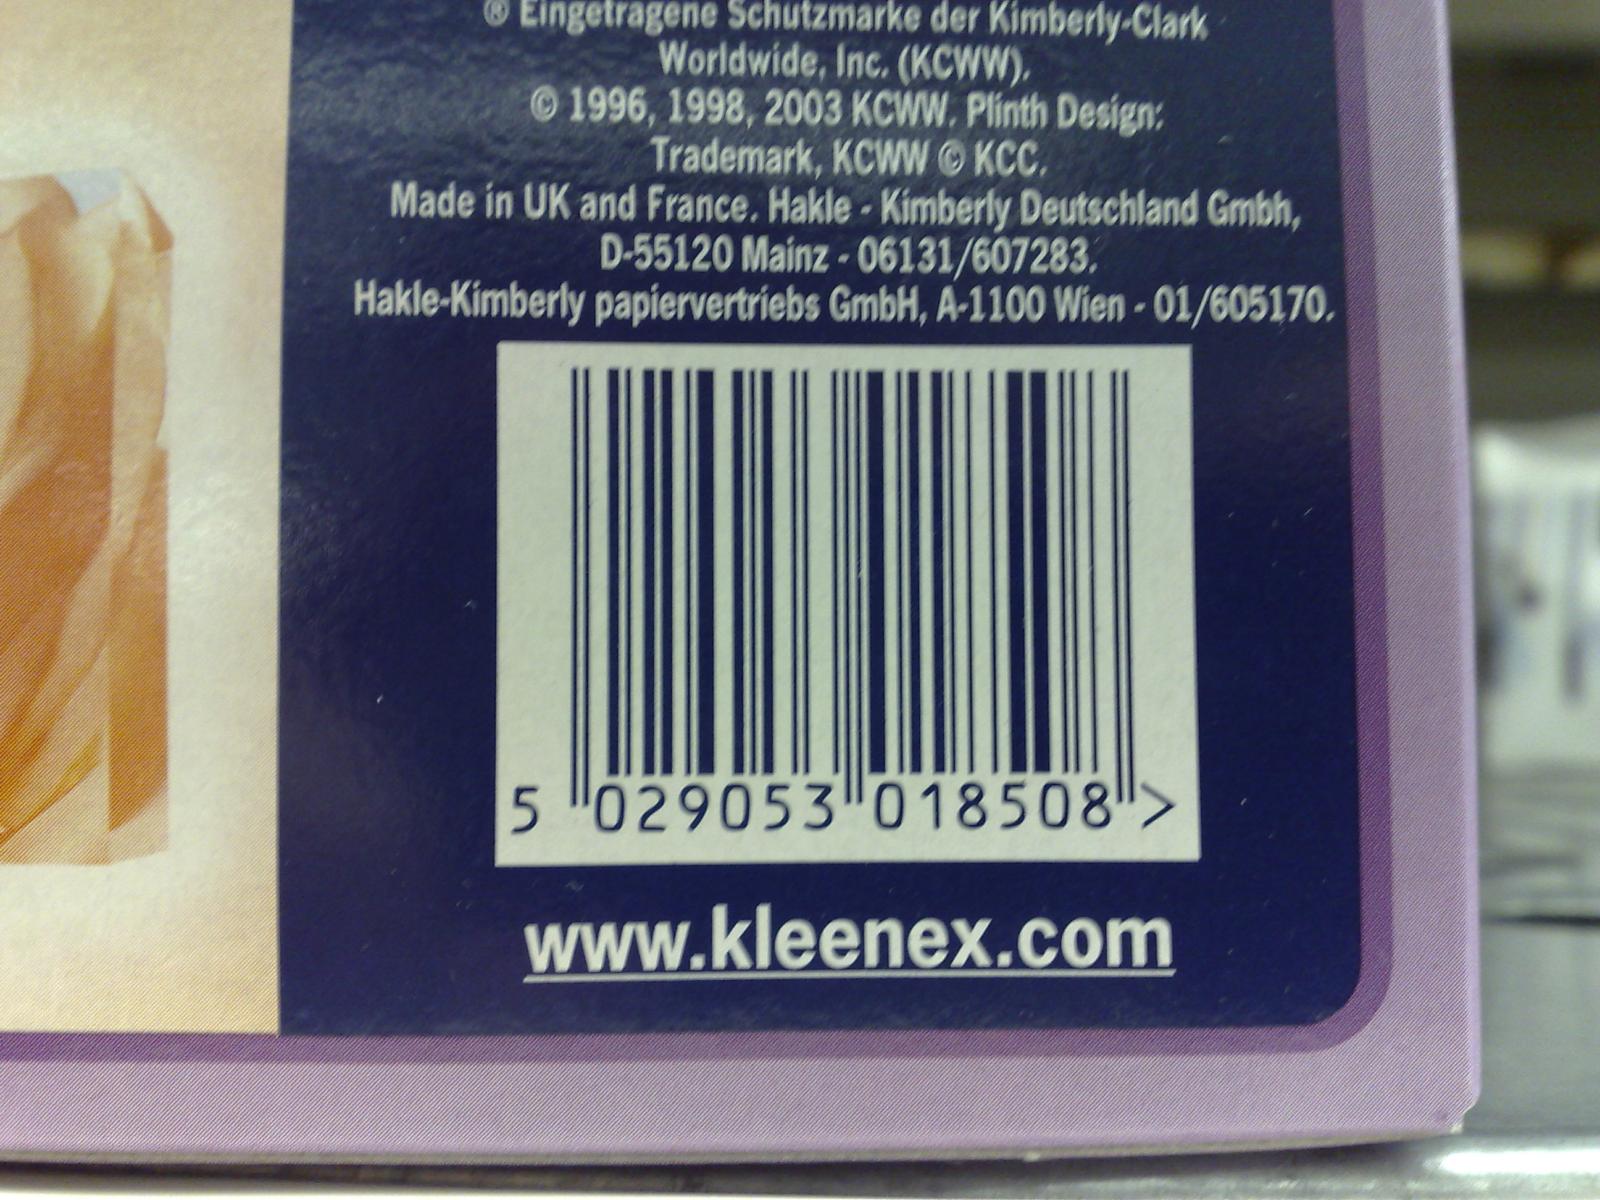 ® Eingetragene Schutzmarke der Kimberly-Clark
Worldwide, Inc. (KCWW).
© 1996, 1998, 2003 KCWW. Plinth Design:
Trademark, KCWW © KCC.
Made in UK and France. Hakle - Kimberly Deutschland Gmbh,
D-55120 Mainz - 06131/607283.
Hakle-Kimberly papiervertriebs GmbH, A-1100 Wien - 01/605170.
5 029053 018508 >
www.kleenex.com